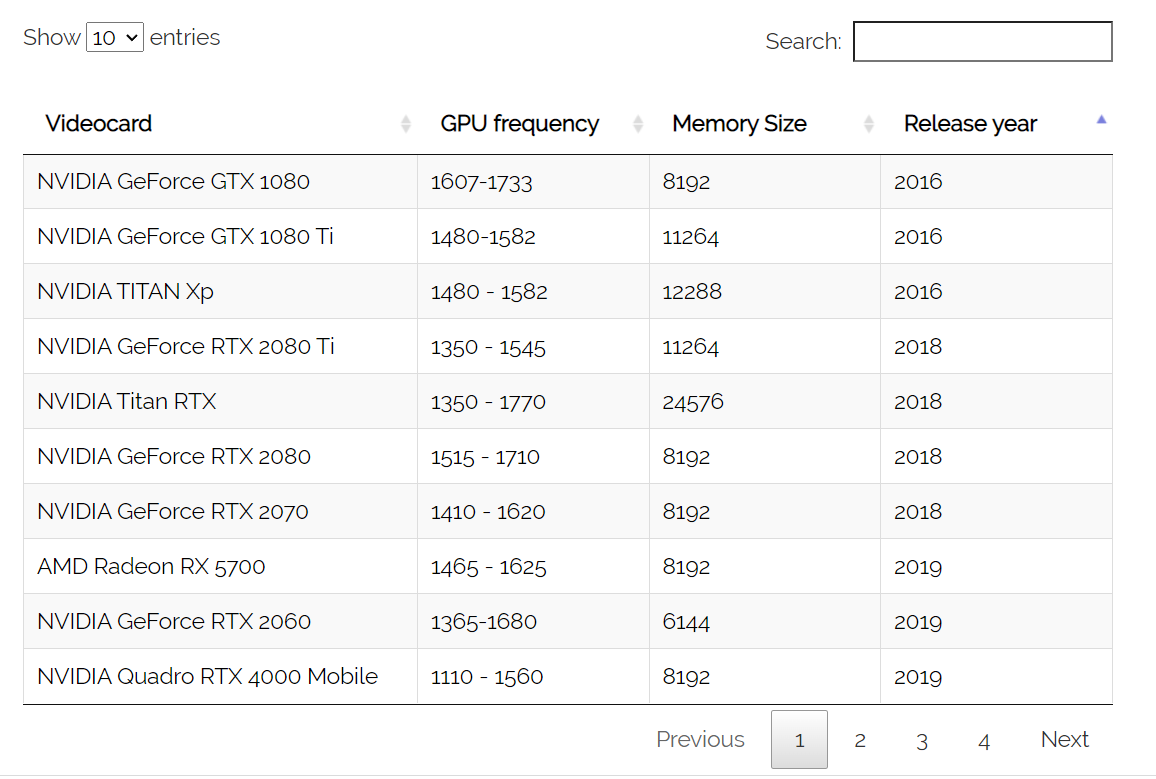 Show 10 entries Search:
Videocard GPU frequency Memory Size Release year
NVIDIA GeForce GTX 1080 1607-1733 8192 2016
NVIDIA GeForce GTX 1080 Ti 1480-1582 11264 2016
NVIDIA TITAN Xp 1480 - 1582 12288 2016
NVIDIA GeForce RTX 2080 Ti 1350 - 1545 11264 2018
NVIDIA Titan RTX 1350 - 1770 24576 2018
NVIDIA GeForce RTX 2080 1515 - 1710 8192 2018
NVIDIA GeForce RTX 2070 1410 - 1620 8192 2018
AMD Radeon RX 5700 1465 - 1625 8192 2019
NVIDIA GeForce RTX 2060 1365-1680 6144 2019
NVIDIA Quadro RTX 4000 Mobile 1110 - 1560 8192 2019
Previous 1 2 3 4 Next